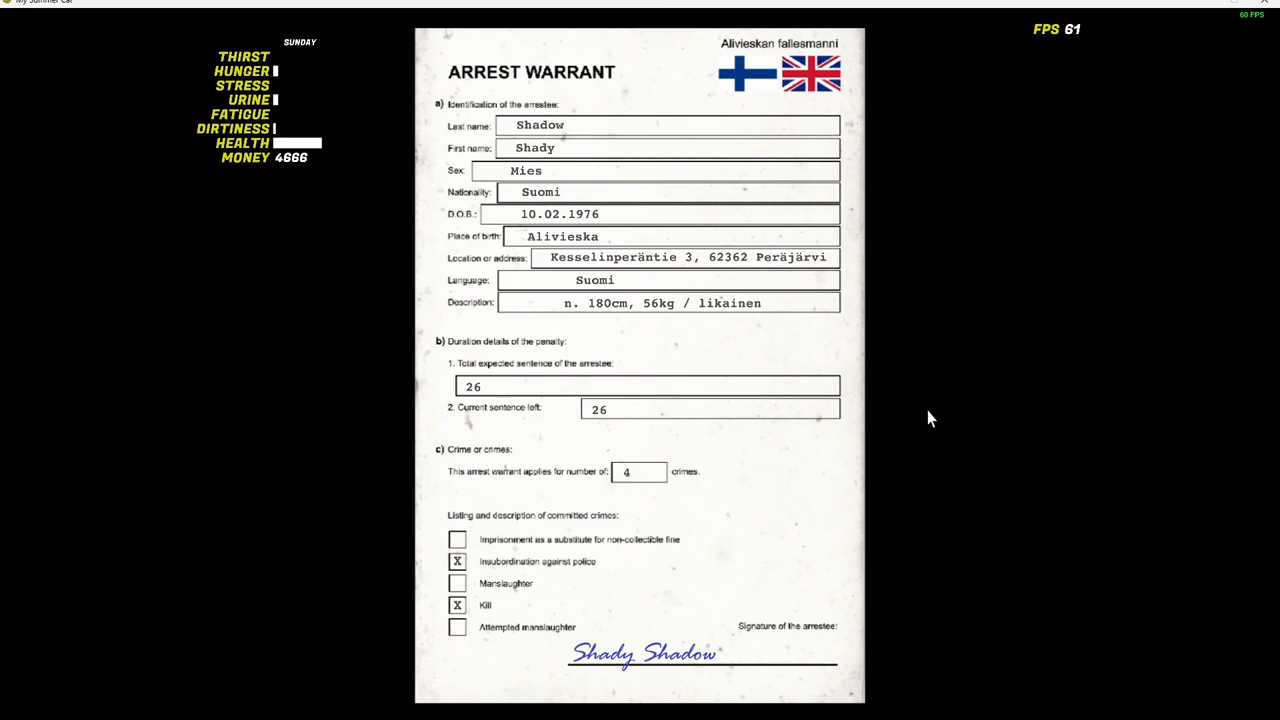 My Summer Car
60 FPS
FPS 61
SUNDAY
THIRST
HUNGER
STRESS
URINE
FATIGUE
DIRTINESS
HEALTH
MONEY 4666
Alivieskan fallesmanni
ARREST WARRANT
a) Identification of the arrestee:
Last name: Shadow
First name: Shady
Sex: Mies
Nationality: Suomi
D.O.B.: 10.02.1976
Place of birth: Alivieska
Location or address: Kesselinperäntie 3, 62362 Peräjärvi
Language: Suomi
Description: n. 180cm, 56kg / likainen
b) Duration details of the penalty:
1. Total expected sentence of the arrestee:
26
2. Current sentence left: 26
c) Crime or crimes:
This arrest warrant applies for number of: 4 crimes.
Listing and description of committed crimes:
Imprisonment as a substitute for non-collectible fine
X Insubordination against police
Manslaughter
X Kill
Attempted manslaughter
Signature of the arrestee:
Shady Shadow